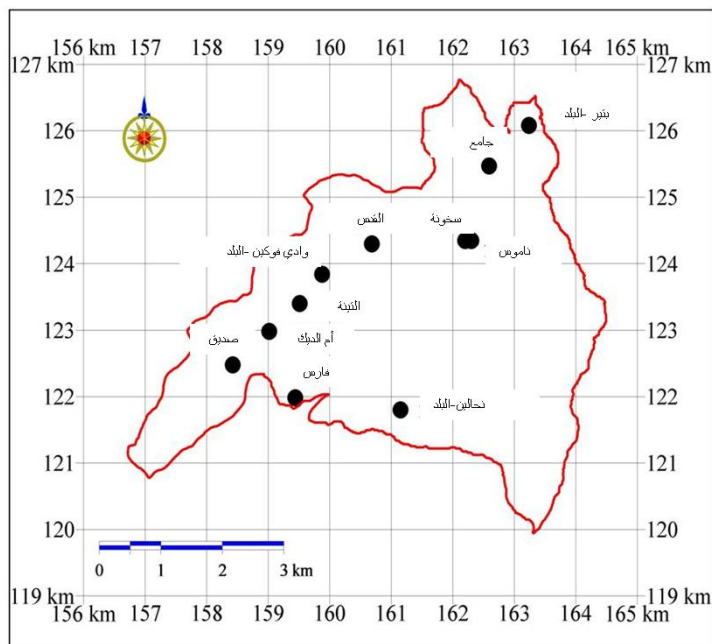 156 km 157 158 159 160 161 162 163 164 165 km
127 km 127 km
126 126
بتير -البلد
جامع
125 125
سخونة
القدس
ناموس
وادي فوكين -البلد
124 124
التينة
123 123
أم الديك
صديق
فارس
122 122
نحالين-البلد
121 121
120 120
0 1 2 3 km
119 km 119 km
156 km 157 158 159 160 161 162 163 164 165 km